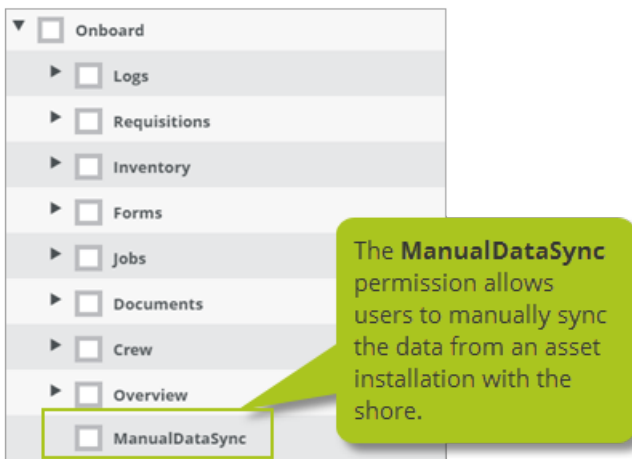 Onboard
Logs
Requisitions
Inventory
Forms
Jobs
Documents
Crew
Overview
ManualDataSync
The ManualDataSync
permission allows
users to manually sync
the data from an asset
installation with the
shore.